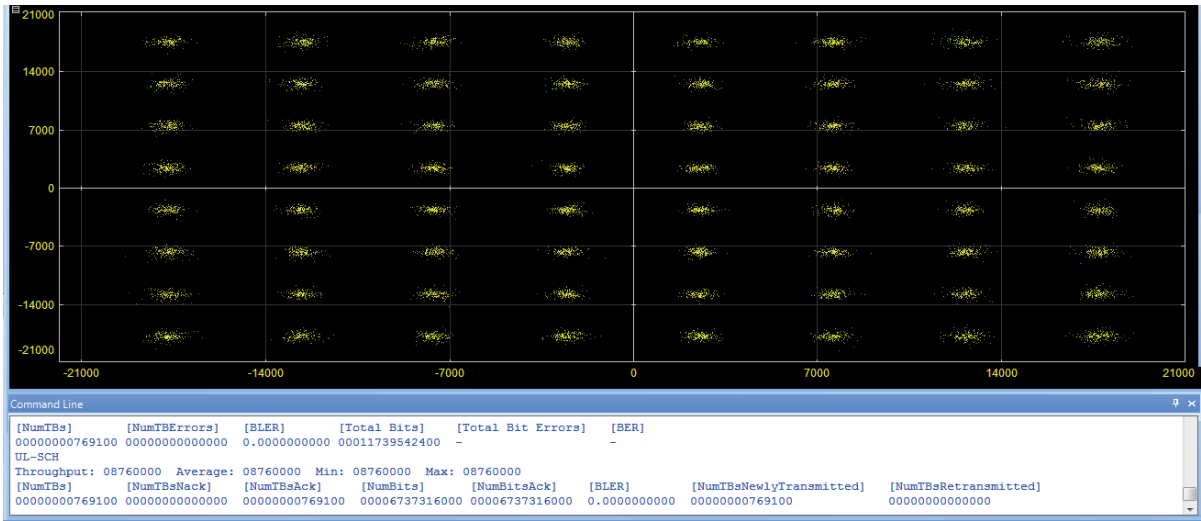 21000
14000
7000
0
-7000
-14000
-21000
-21000 -14000 -7000 0 7000 14000 21000
Command Line
[NumTBs] [NumTBErrors] [BLER] [Total Bits] [Total Bit Errors] [BER]
00000000769100 00000000000000 0.0000000000 00011739542400 – –
UL-SCH
Throughput: 08760000 Average: 08760000 Min: 08760000 Max: 08760000
[NumTBs] [NumTBsNack] [NumTBsAck] [NumBits] [NumBitsAck] [BLER] [NumTBsNewlyTransmitted] [NumTBsRetransmitted]
00000000769100 00000000000000 00000000769100 00006737316000 00006737316000 0.0000000000 00000000769100 00000000000000